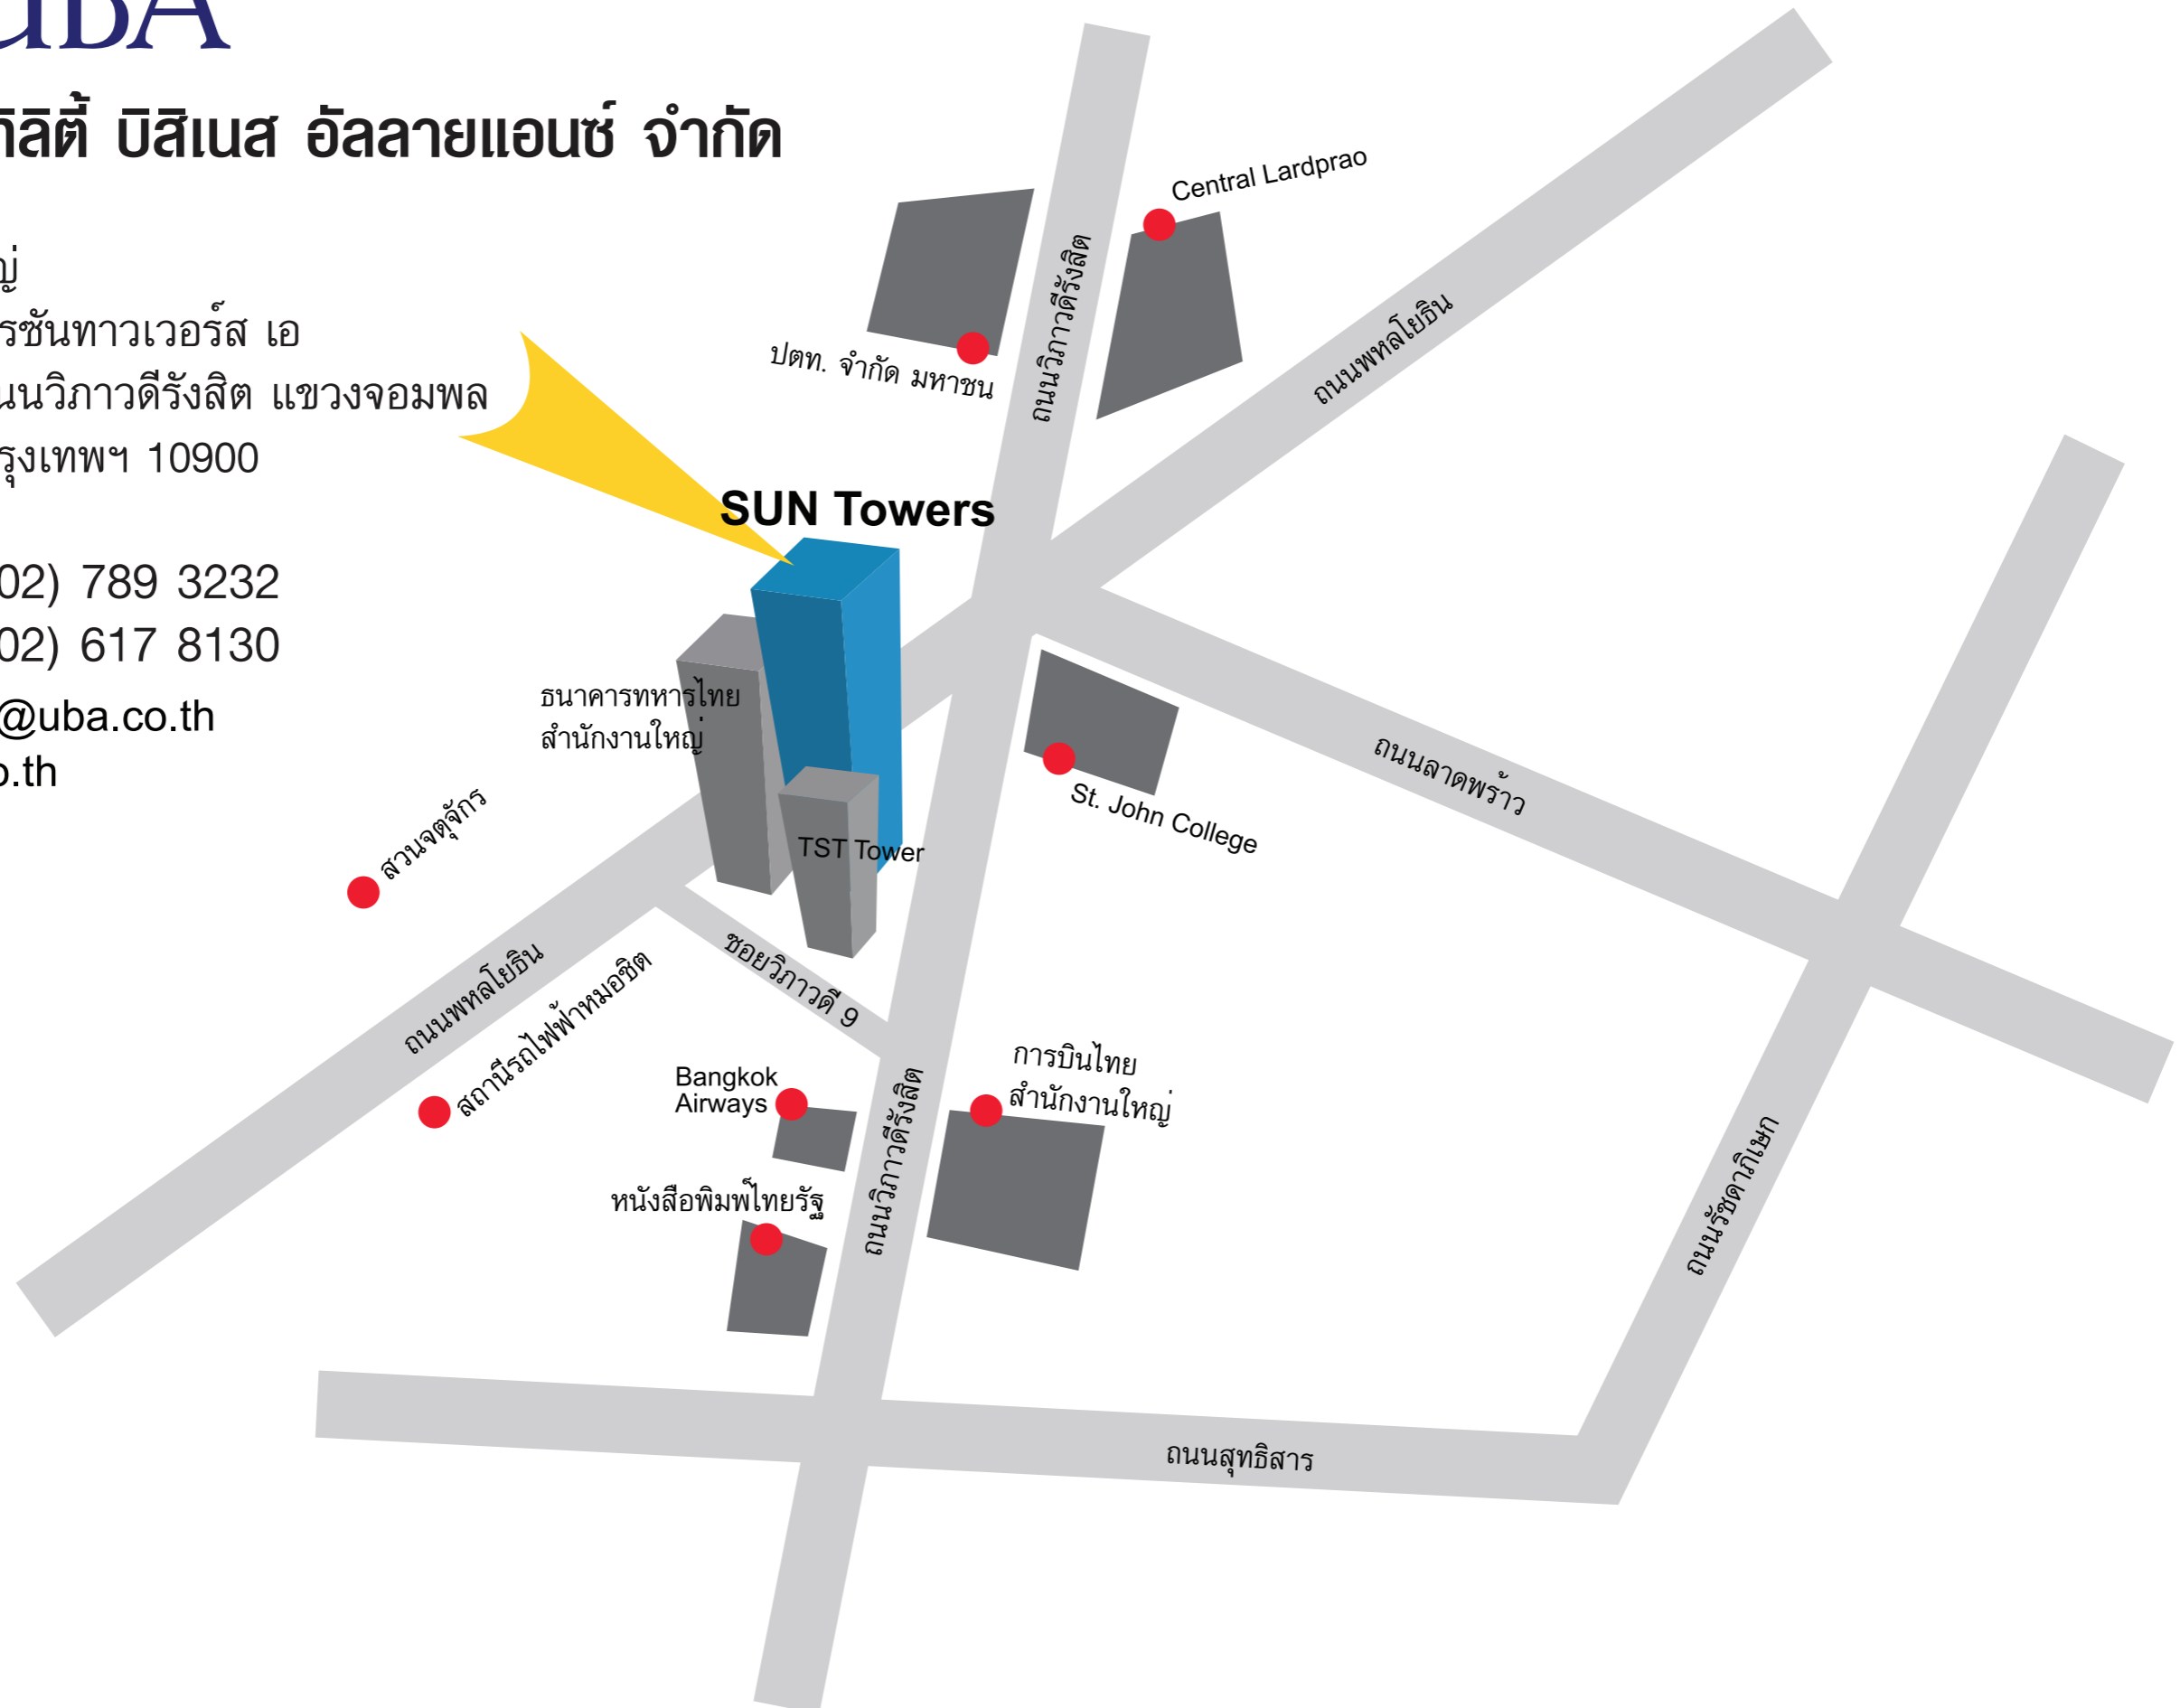 UBA
บิสิเนส อัลลายแอนซ์ จำกัด
รซันทาวเวอร์ส เอ
นนวิภาวดีรังสิต แขวงจอมพล
รุงเทพฯ 10900
02) 789 3232
02) 617 8130
@uba.co.th
o.th
Central Lardprao
ถนนวิภาวดีรังสิต
ปตท. จำกัด มหาชน
ถนนพหลโยธิน
SUN Towers
ธนาคารทหารไทย
สำนักงานใหญ่
TST Tower
St. John College
ถนนลาดพร้าว
สวนจตุจักร
ถนนพหลโยธิน
สถานีรถไฟฟ้าหมอชิต
ซอยวิภาวดี 9
Bangkok
Airways
การบินไทย
สำนักงานใหญ่
ถนนวิภาวดีรังสิต
หนังสือพิมพ์ไทยรัฐ
ถนนรัชดาภิเษก
ถนนสุทธิสาร